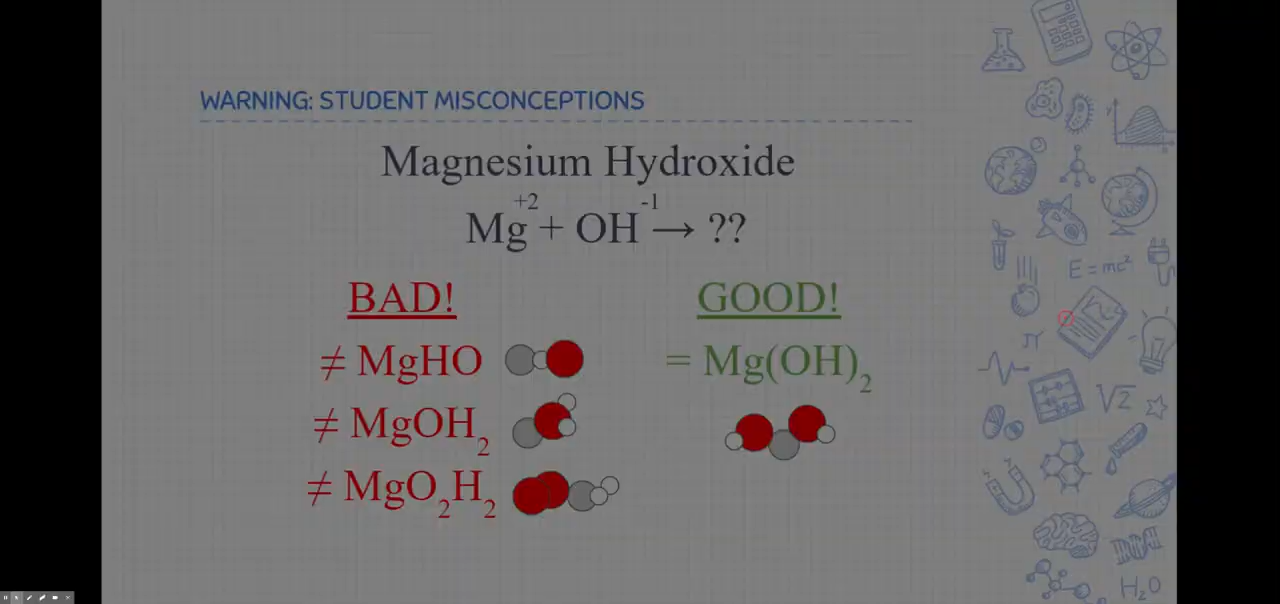 WARNING: STUDENT MISCONCEPTIONS
Magnesium Hydroxide
Mg⁺² + OH⁻¹ → ??
BAD!
≠ MgHO
≠ MgOH₂
≠ MgO₂H₂
GOOD!
= Mg(OH)₂
E = mc²
π
√2
H₂O
y
x